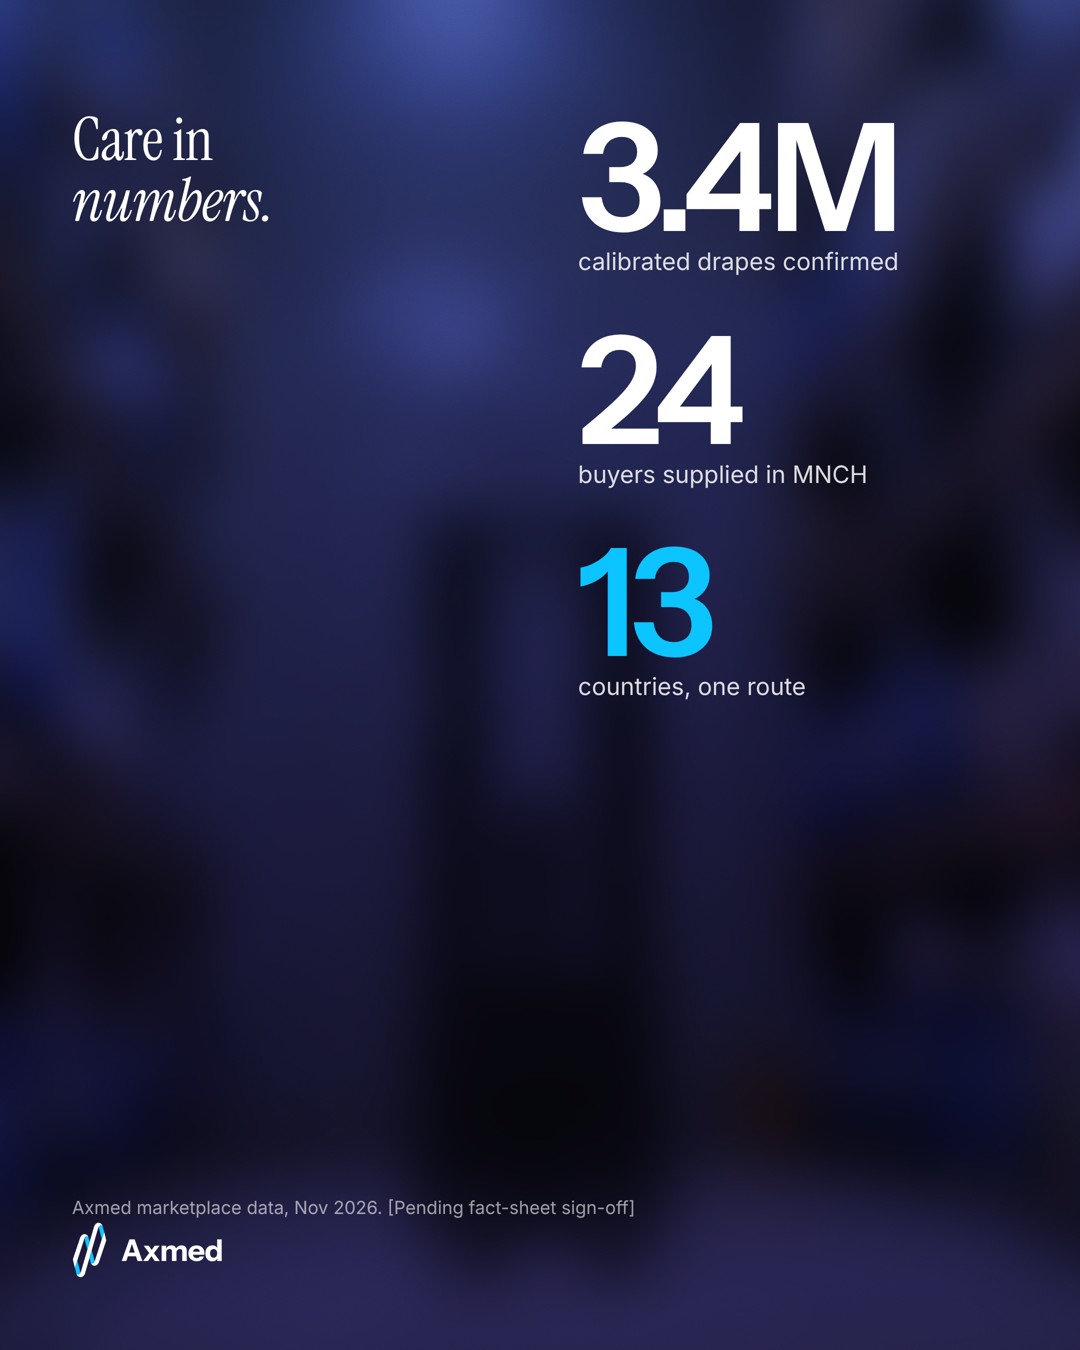 Care in
numbers.
3.4M
calibrated drapes confirmed
24
buyers supplied in MNCH
13
countries, one route
Axmed marketplace data, Nov 2026. [Pending fact-sheet sign-off]
Axmed